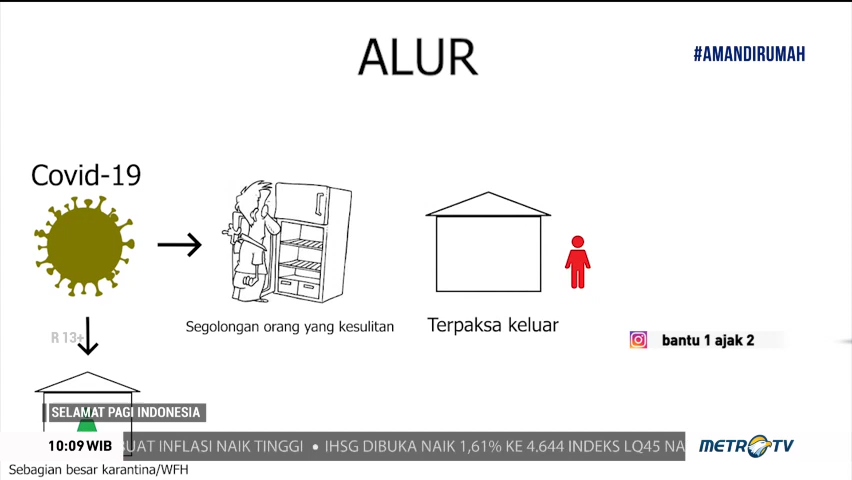 ALUR
#AMANDIRUMAH
Covid-19
Segolongan orang yang kesulitan
Terpaksa keluar
R 13+
bantu 1 ajak 2
SELAMAT PAGI INDONESIA
10:09 WIB
BUAT INFLASI NAIK TINGGI • IHSG DIBUKA NAIK 1,61% KE 4.644 INDEKS LQ45 NA
METRO TV
Sebagian besar karantina/WFH